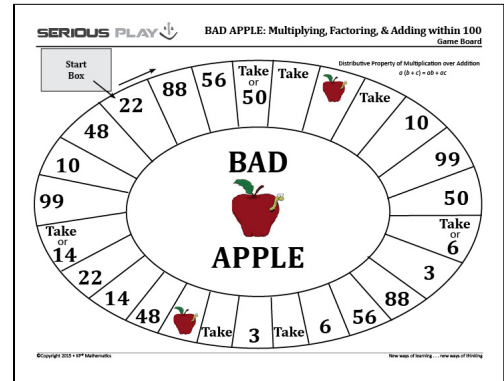 SERIOUS PLAY
BAD APPLE: Multiplying, Factoring, & Adding within 100
Game Board
Distributive Property of Multiplication over Addition
a (b + c) = ab + ac
Start
Box
22
88
56
Take
or
50
Take
Take
10
99
50
Take
or
6
3
88
56
6
Take
3
Take
48
14
22
Take
or
14
99
10
48
BAD
APPLE
©Copyright 2015 • KP® Mathematics
New ways of learning . . . new ways of thinking